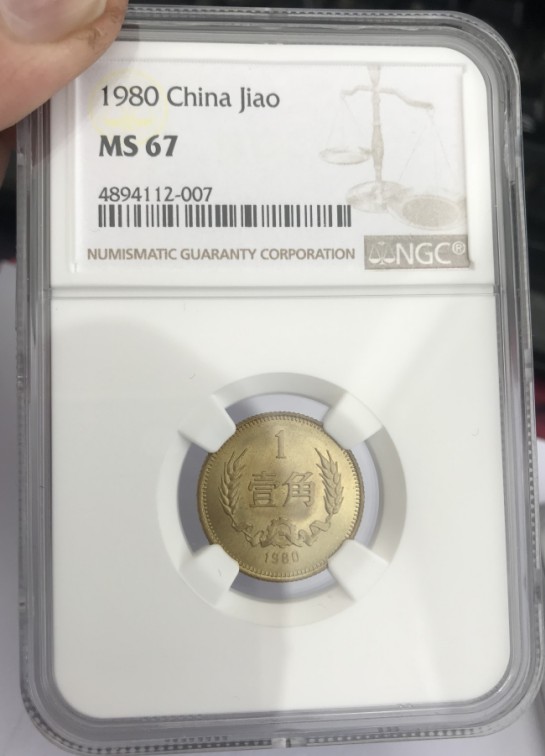 1980 China Jiao
MS 67
4894112-007
NUMISMATIC GUARANTY CORPORATION
NGC®
1
壹角
1980